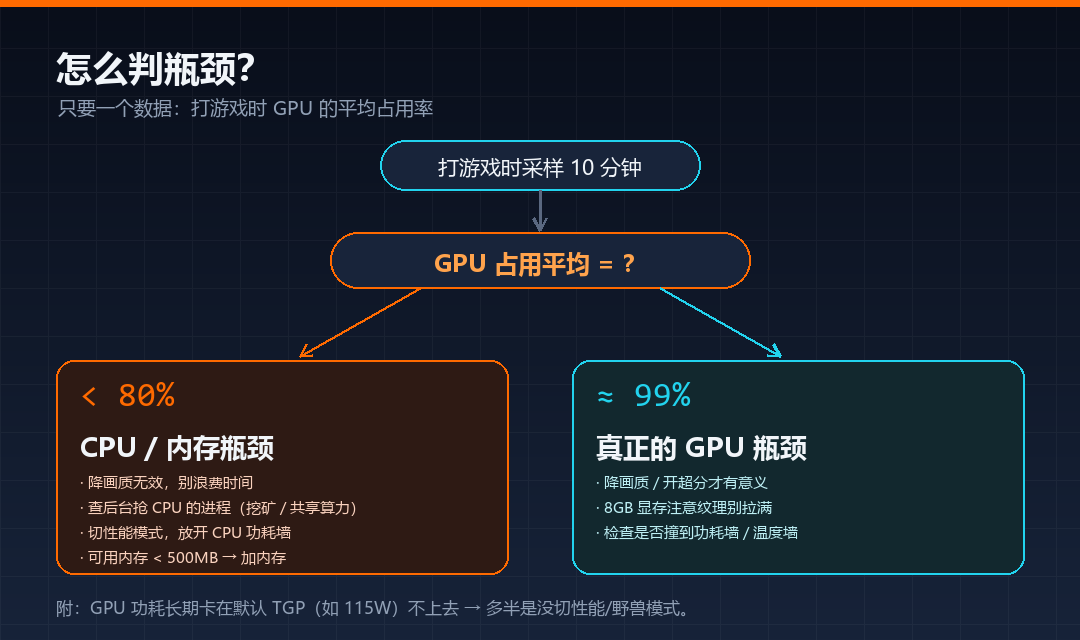 怎么判瓶颈?
只要一个数据：打游戏时 GPU 的平均占用率
打游戏时采样 10 分钟
GPU 占用平均 = ?
< 80%
CPU / 内存瓶颈
· 降画质无效，别浪费时间
· 查后台抢 CPU 的进程（挖矿 / 共享算力）
· 切性能模式，放开 CPU 功耗墙
· 可用内存 < 500MB → 加内存
≈ 99%
真正的 GPU 瓶颈
· 降画质 / 开超分才有意义
· 8GB 显存注意纹理别拉满
· 检查是否撞到功耗墙 / 温度墙
附：GPU 功耗长期卡在默认 TGP（如 115W）不上去 → 多半是没切性能/野兽模式。